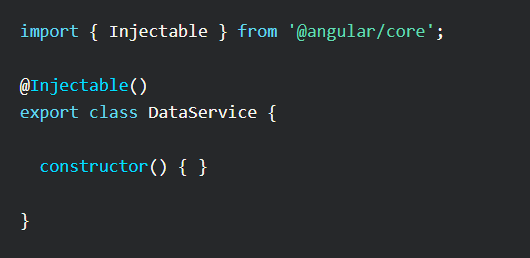 import { Injectable } from '@angular/core';
@Injectable()
export class DataService {
constructor() { }
}